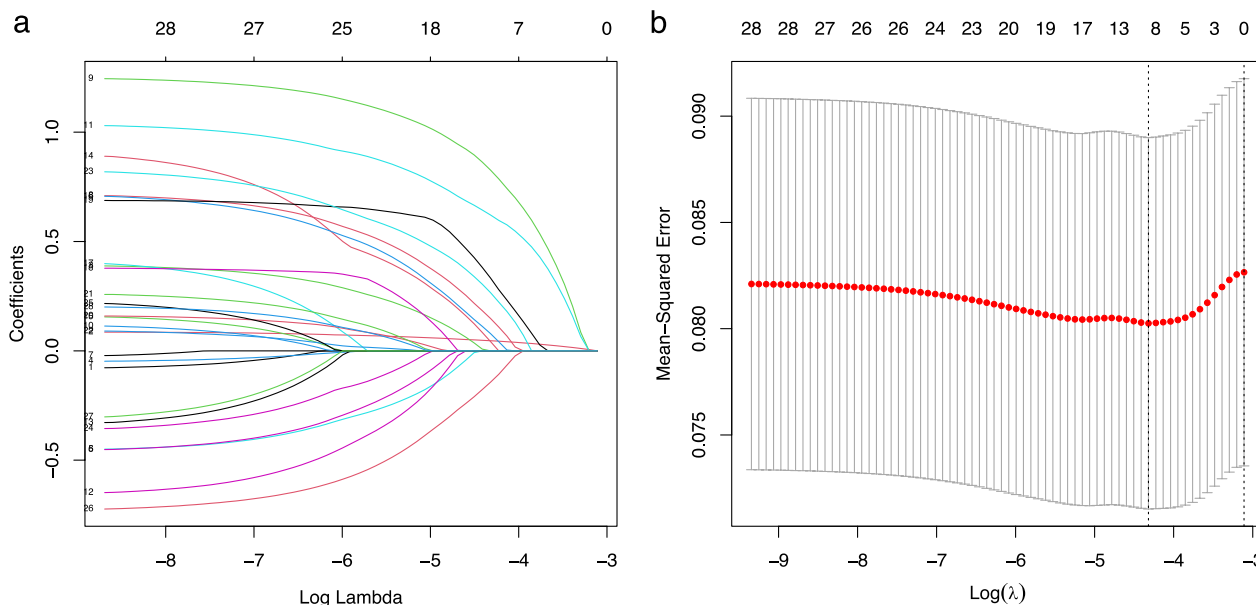 a
28 27 25 18 7 0
Coefficients
1.0
0.5
0.0
−0.5
9
11
14
23
19
21
7
4
1
27
24
12
26
−8 −7 −6 −5 −4 −3
Log Lambda
b
28 28 28 26 26 24 23 20 19 17 13 8 5 3 0
Mean−Squared Error
0.090
0.085
0.080
0.075
−9 −8 −7 −6 −5 −4 −3
Log(λ)